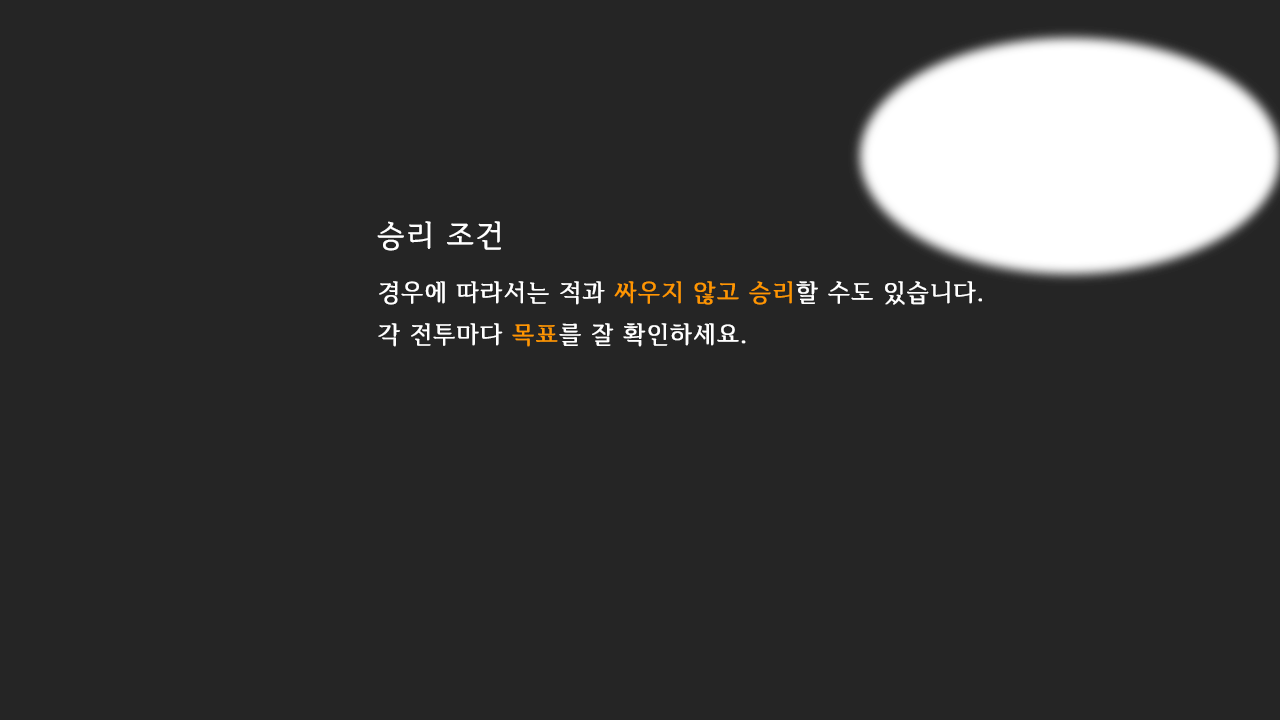 승리 조건
경우에 따라서는 적과 싸우지 않고 승리할 수도 있습니다.
각 전투마다 목표를 잘 확인하세요.